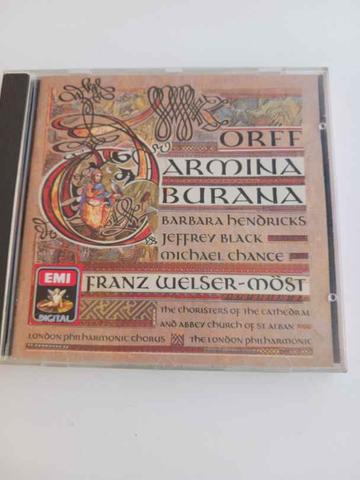 ORFF
CARMINA
BURANA
BARBARA HENDRICKS
JEFFREY BLACK
MICHAEL CHANCE
FRANZ WELSER-MÖST
EMI
DIGITAL
THE CHORISTERS OF THE CATHEDRAL
AND ABBEY CHURCH OF ST ALBAN
LONDON PHILHARMONIC CHORUS THE LONDON PHILHARMONIC